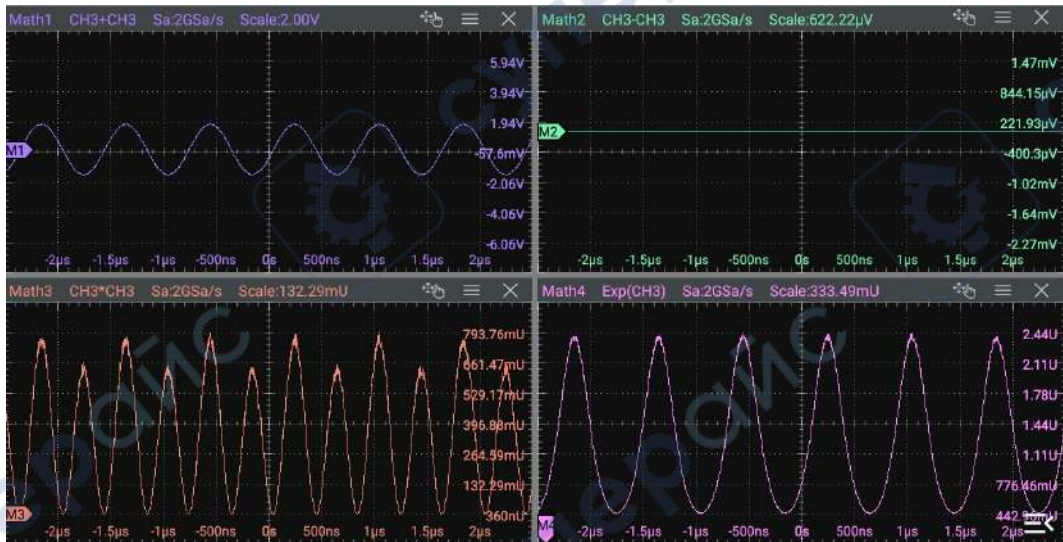 Math1 CH3+CH3 Sa:2GSa/s Scale:2.00V
5.94V
3.94V
1.94V
M1
-57.6mV
-2.06V
-4.06V
-6.06V
-2µs -1.5µs -1µs -500ns 0s 500ns 1µs 1.5µs 2µs
Math2 CH3-CH3 Sa:2GSa/s Scale:622.22µV
1.47mV
844.15µV
221.93µV
M2
-400.3µV
-1.02mV
-1.64mV
-2.27mV
-2µs -1.5µs -1µs -500ns 0s 500ns 1µs 1.5µs 2µs
Math3 CH3*CH3 Sa:2GSa/s Scale:132.29mU
793.76mU
661.47mU
529.17mU
396.88mU
264.59mU
132.29mU
M3
360nU
-2µs -1.5µs -1µs -500ns 0s 500ns 1µs 1.5µs 2µs
Math4 Exp(CH3) Sa:2GSa/s Scale:333.49mU
2.44U
2.11U
1.78U
1.44U
1.11U
776.46mU
M4
-2µs -1.5µs -1µs -500ns 0s 500ns 1µs 1.5µs 2µs